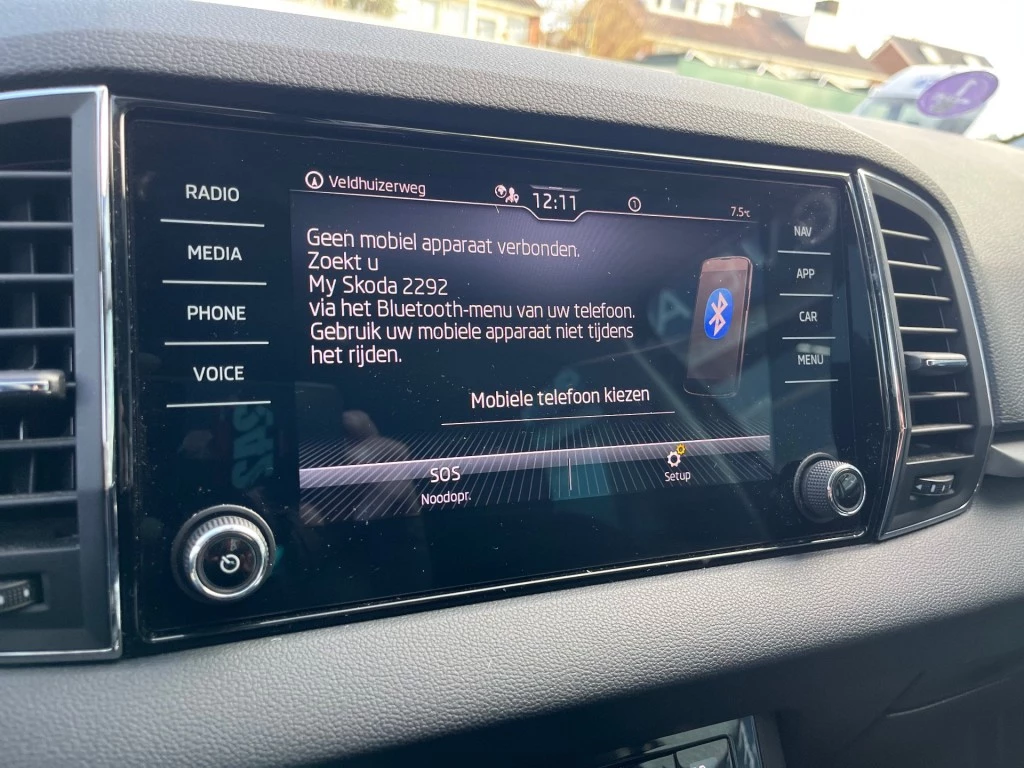 Veldhuizerweg
12:11
1
7.5°C
RADIO
MEDIA
PHONE
VOICE
Geen mobiel apparaat verbonden.
Zoekt u
My Skoda 2292
via het Bluetooth-menu van uw telefoon.
Gebruik uw mobiele apparaat niet tijdens
het rijden.
Mobiele telefoon kiezen
SOS
Noodopr.
Setup
NAV
APP
CAR
MENU